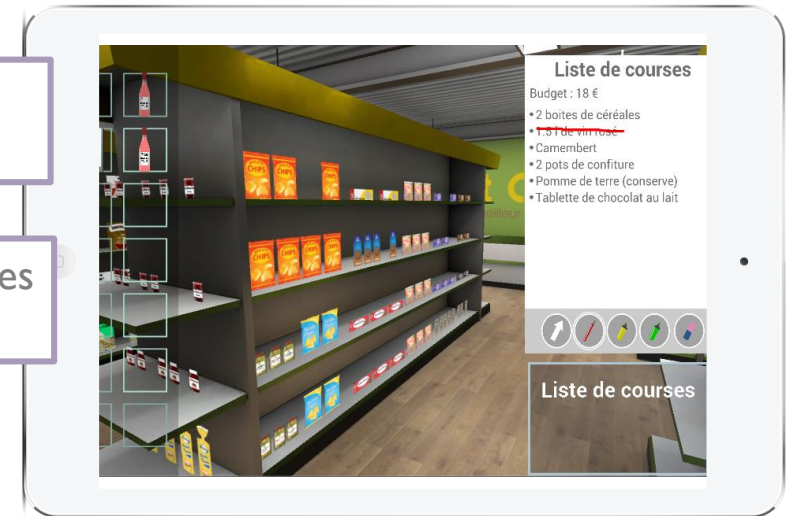 es
Liste de courses
Budget : 18 €
• 2 boites de céréales
• 1.5 l de vin rosé
• Camembert
• 2 pots de confiture
• Pomme de terre (conserve)
• Tablette de chocolat au lait
CHIPS CHIPS CHIPS
CHIPS CHIPS CHIPS CHIPS
Liste de courses